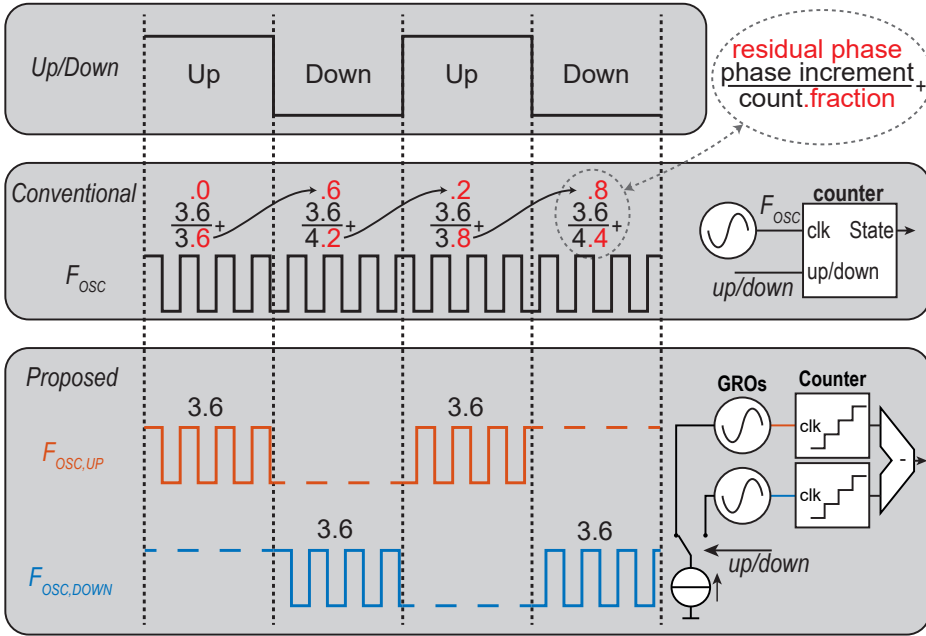 Up/Down
Up
Down
Up
Down
residual phase
phase increment
count.fraction
+
Conventional
.0
3.6
+
3.6
.6
3.6
+
4.2
.2
3.6
+
3.8
.8
3.6
+
4.4
FOSC
FOSC
counter
clk
State
up/down
up/down
Proposed
3.6
3.6
FOSC,UP
3.6
3.6
FOSC,DOWN
GROs
Counter
clk
clk
-
up/down